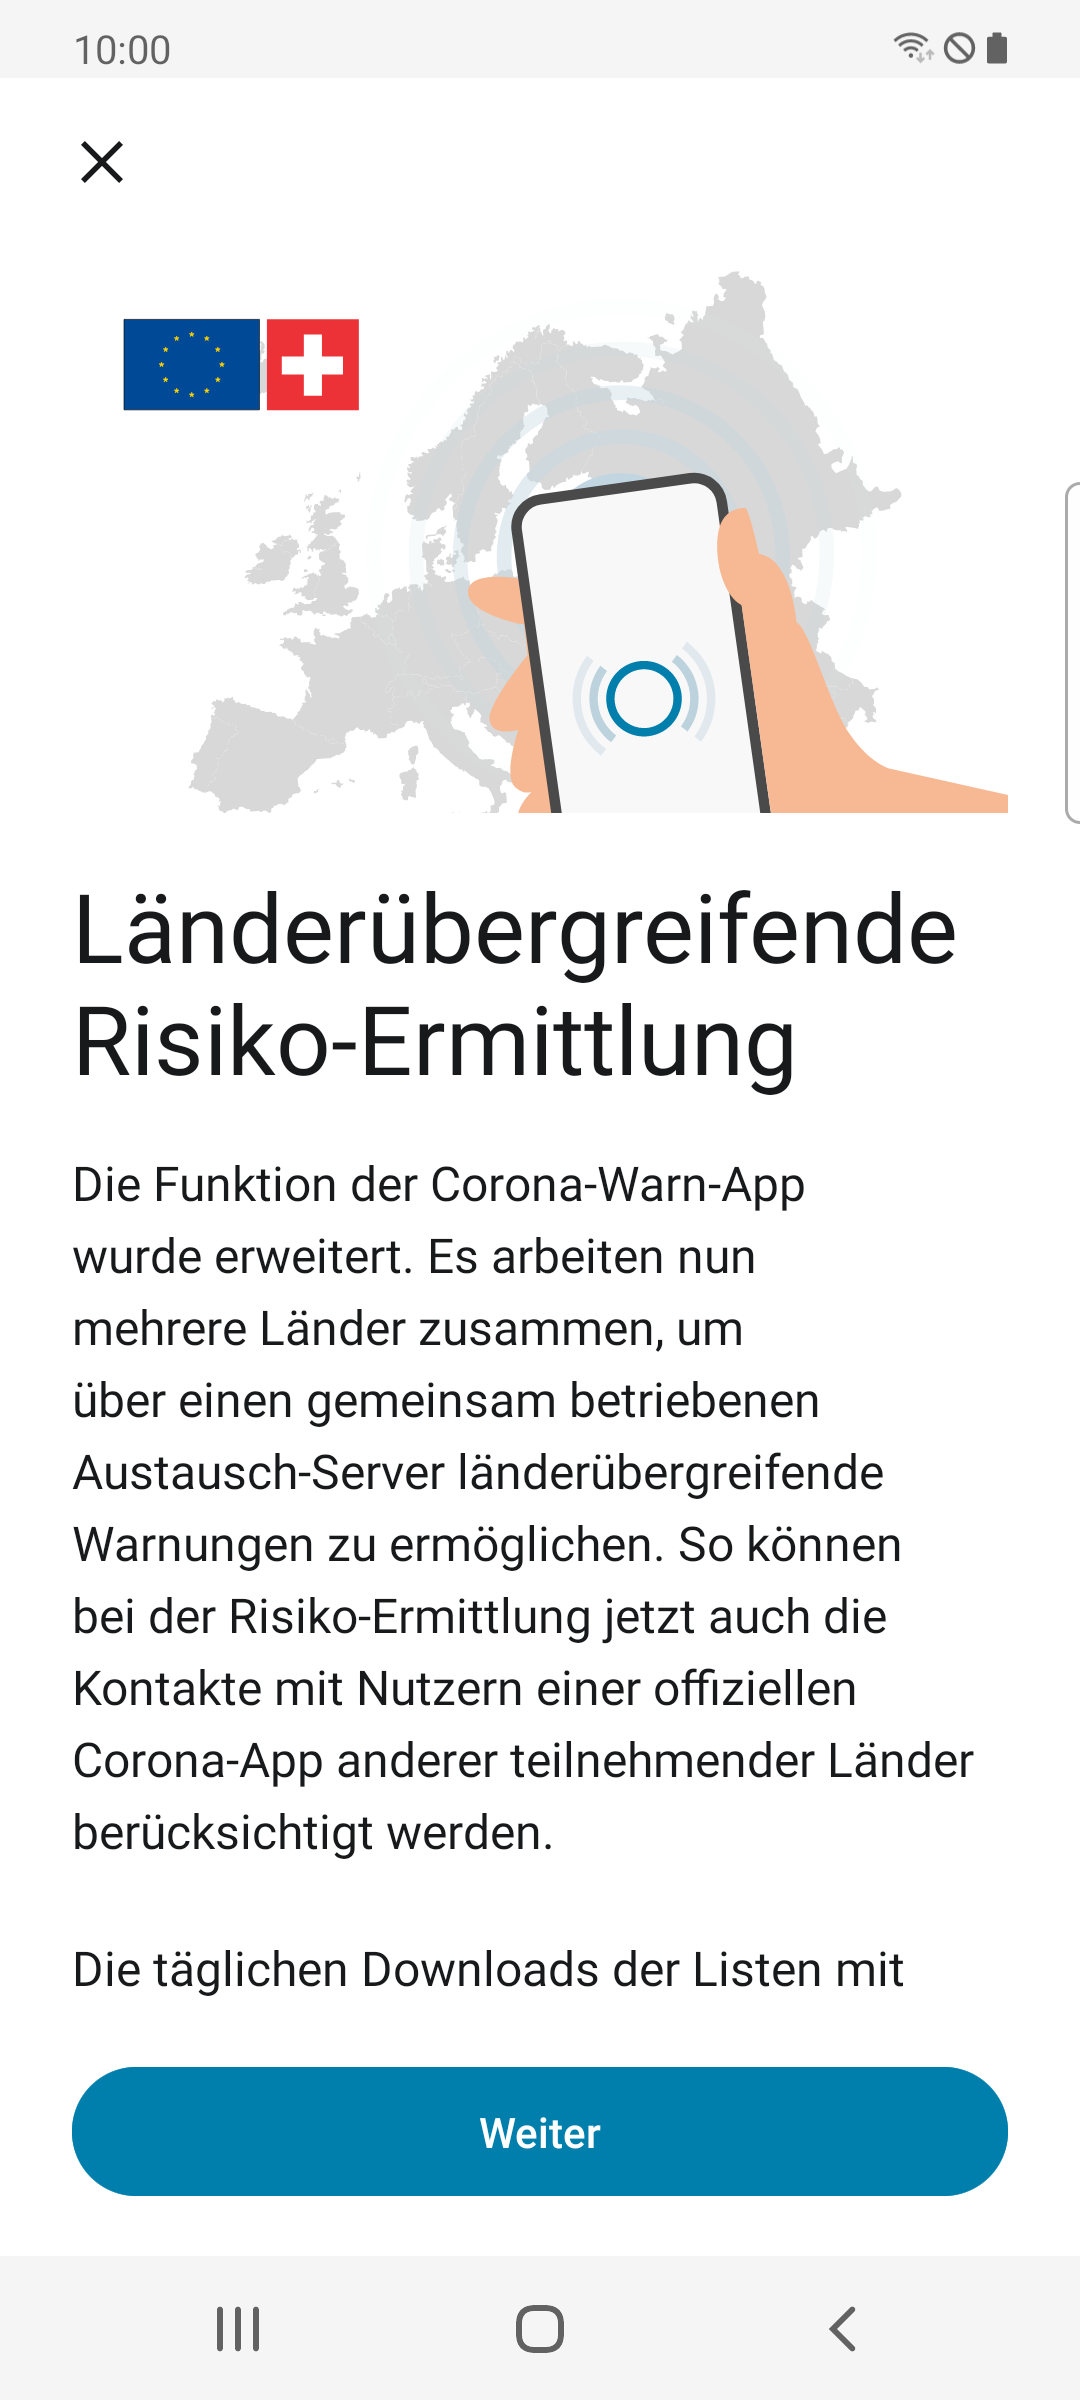 10:00
Länderübergreifende
Risiko-Ermittlung
Die Funktion der Corona-Warn-App
wurde erweitert. Es arbeiten nun
mehrere Länder zusammen, um
über einen gemeinsam betriebenen
Austausch-Server länderübergreifende
Warnungen zu ermöglichen. So können
bei der Risiko-Ermittlung jetzt auch die
Kontakte mit Nutzern einer offiziellen
Corona-App anderer teilnehmender Länder
berücksichtigt werden.
Die täglichen Downloads der Listen mit
Weiter